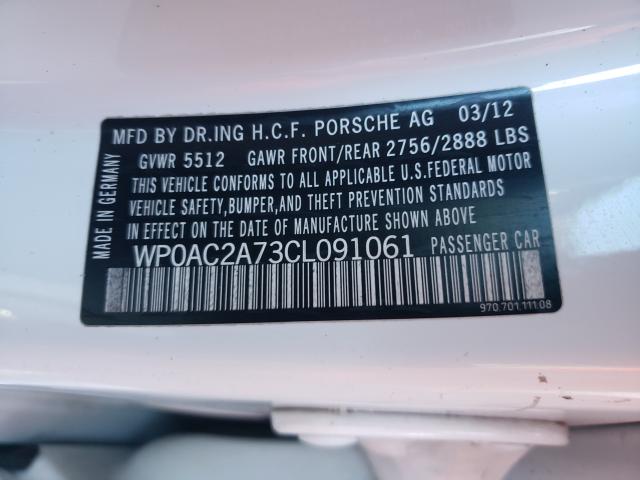 MFD BY DR.ING H.C.F. PORSCHE AG 03/12
GVWR 5512 GAWR FRONT/REAR 2756/2888 LBS
THIS VEHICLE CONFORMS TO ALL APPLICABLE U.S.FEDERAL MOTOR
VEHICLE SAFETY,BUMPER,AND THEFT PREVENTION STANDARDS
IN EFFECT ON THE DATE OF MANUFACTURE SHOWN ABOVE
WP0AC2A73CL091061 PASSENGER CAR
MADE IN GERMANY
970.701.111.08